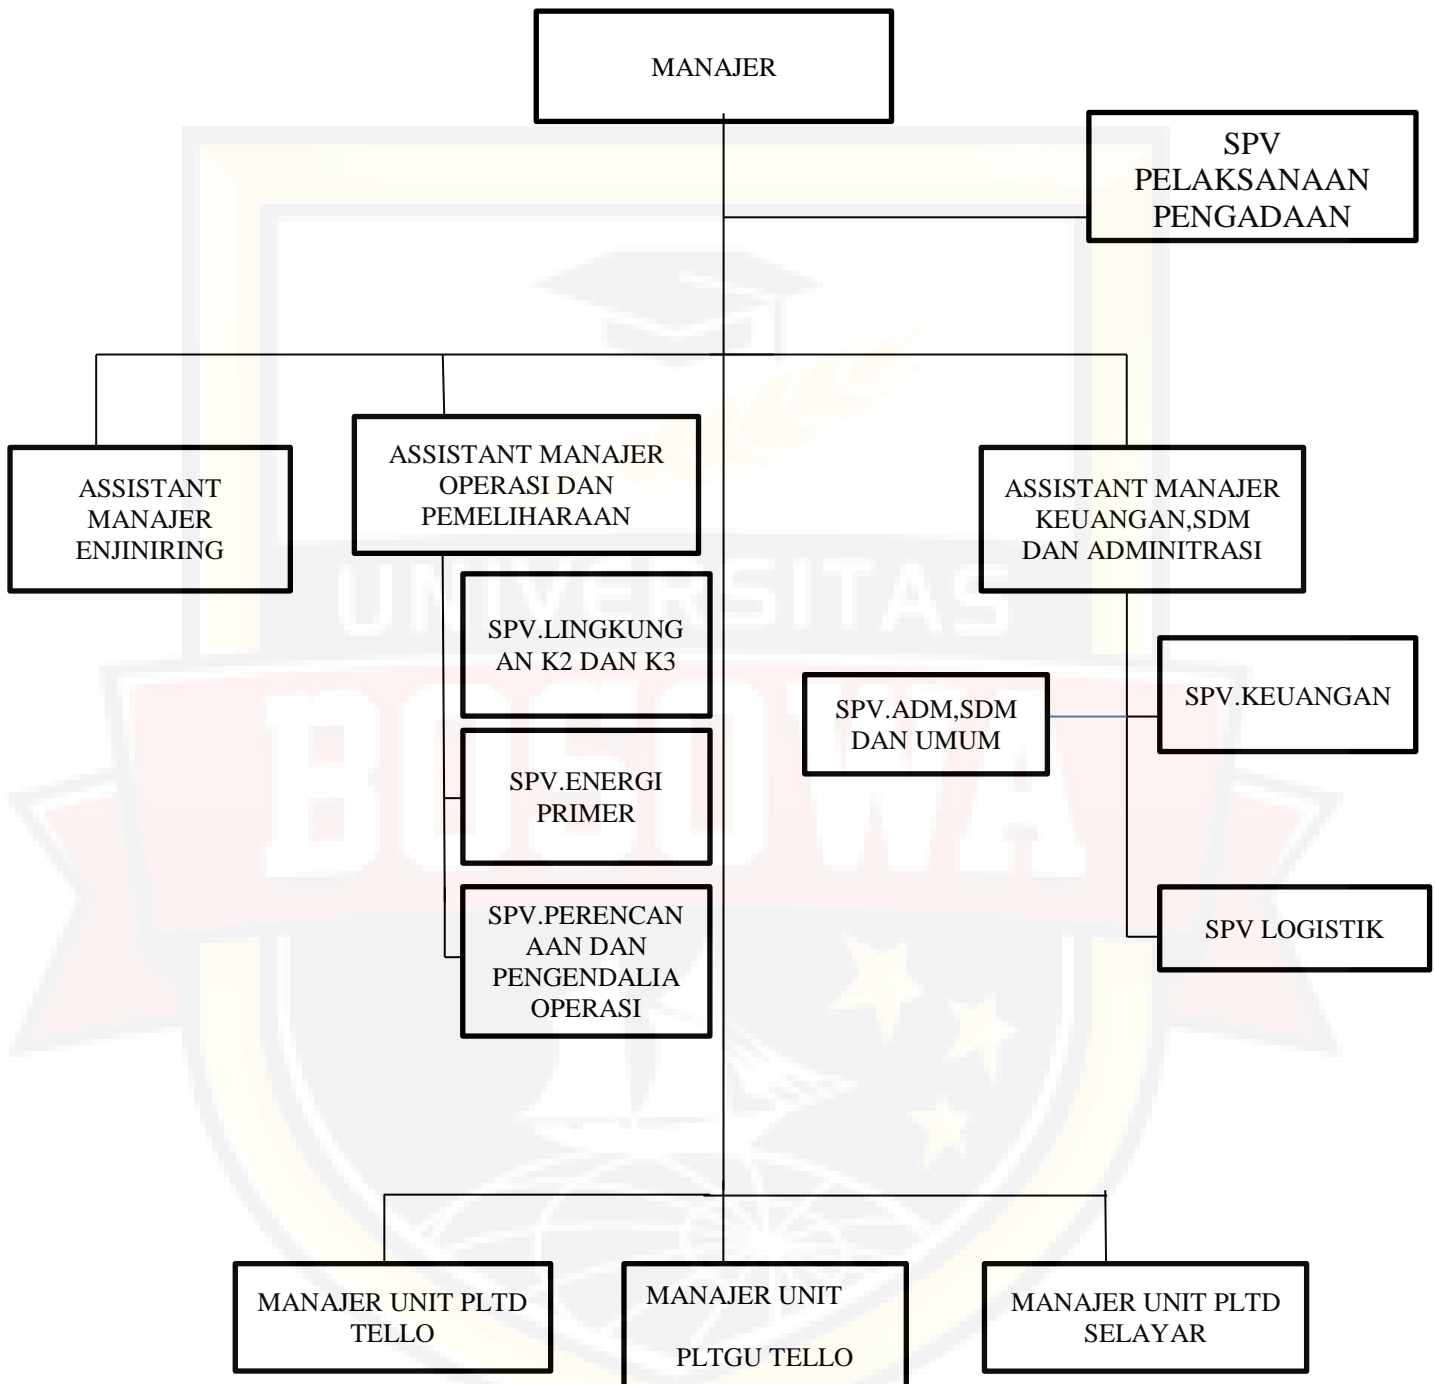 MANAJER
SPV
PELAKSANAAN
PENGADAAN
ASSISTANT
MANAJER
ENJINIRING
ASSISTANT MANAJER
OPERASI DAN
PEMELIHARAAN
ASSISTANT MANAJER
KEUANGAN,SDM
DAN ADMINITRASI
SPV.LINGKUNG
AN K2 DAN K3
SPV.ENERGI
PRIMER
SPV.PERENCAN
AAN DAN
PENGENDALIA
OPERASI
SPV.ADM,SDM
DAN UMUM
SPV.KEUANGAN
SPV LOGISTIK
MANAJER UNIT PLTD
TELLO
MANAJER UNIT
PLTGU TELLO
MANAJER UNIT PLTD
SELAYAR
UNIVERSITAS
BOSOWA